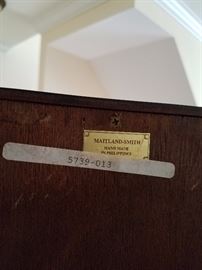 MAITLAND-SMITH
HAND MADE
IN PHILIPPINES
5739-013